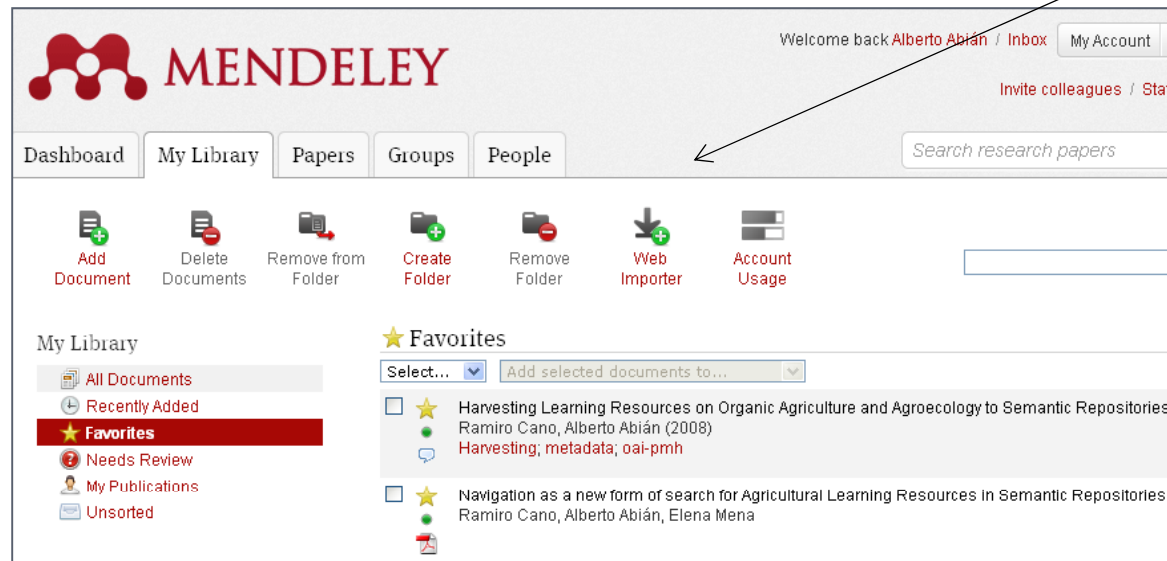 MENDELEY
Welcome back Alberto Abián / Inbox My Account
Invite colleagues /
Dashboard My Library Papers Groups People
Search research papers
Add Document
Delete Documents
Remove from Folder
Create Folder
Remove Folder
Web Importer
Account Usage
My Library
All Documents
Recently Added
Favorites
Needs Review
My Publications
Unsorted
Favorites
Select... Add selected documents to...
Harvesting Learning Resources on Organic Agriculture and Agroecology to Semantic Repositories
Ramiro Cano, Alberto Abián (2008)
Harvesting; metadata; oai-pmh
Navigation as a new form of search for Agricultural Learning Resources in Semantic Repositories
Ramiro Cano, Alberto Abián, Elena Mena